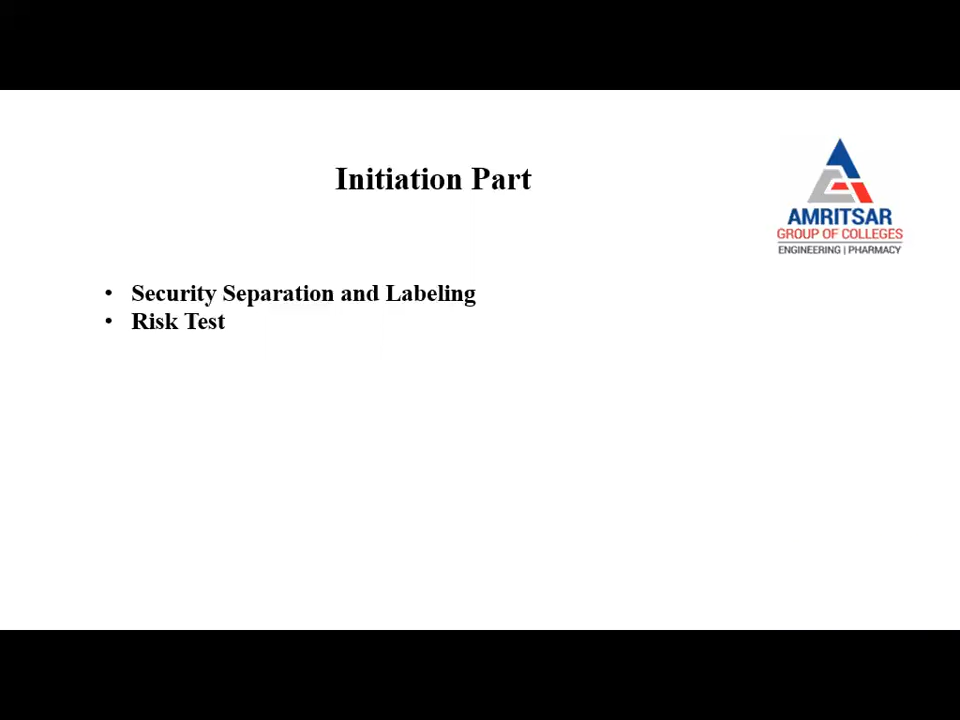 Initiation Part
AMRITSAR
GROUP OF COLLEGES
ENGINEERING | PHARMACY
• Security Separation and Labeling
• Risk Test